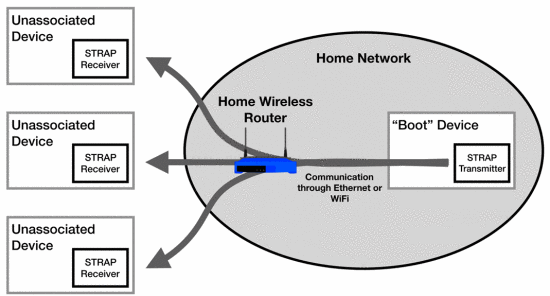 Unassociated
Device
STRAP
Receiver
Unassociated
Device
STRAP
Receiver
Unassociated
Device
STRAP
Receiver
Home Network
Home Wireless
Router
“Boot” Device
STRAP
Transmitter
Communication
through Ethernet or
WiFi